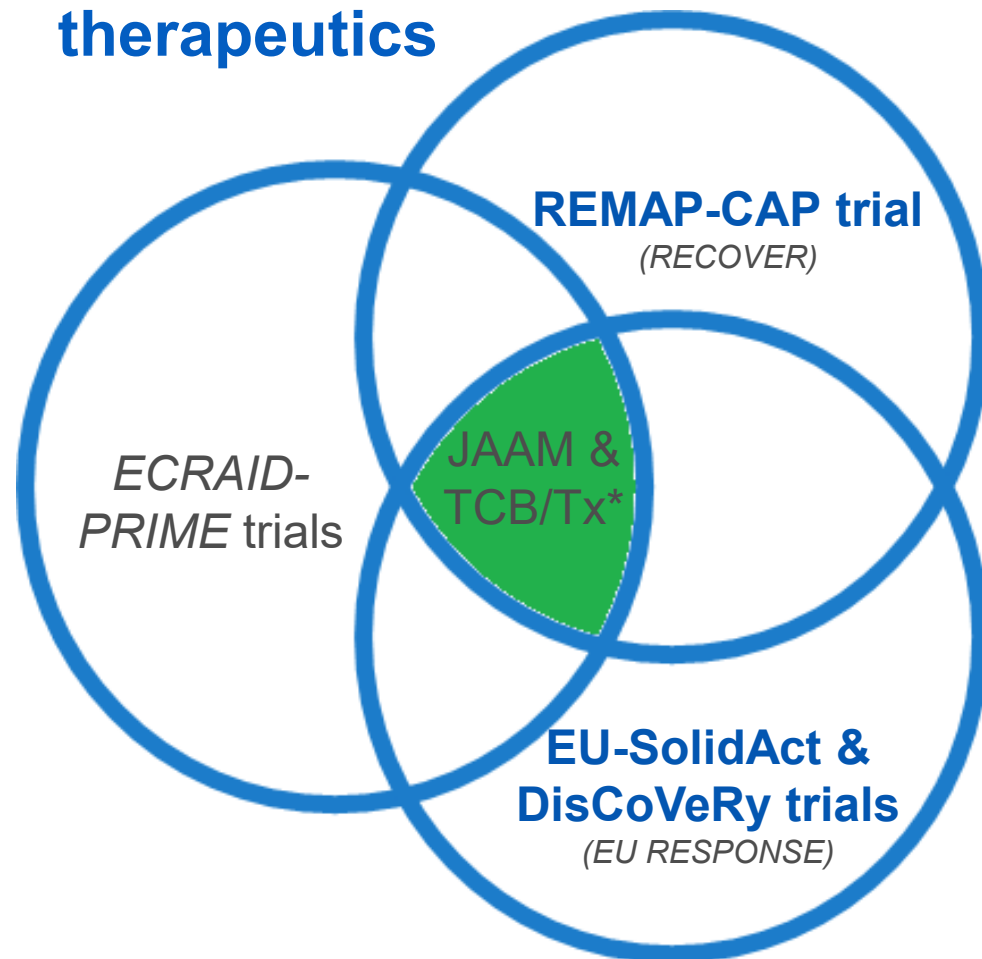 therapeutics
REMAP-CAP trial
(RECOVER)
JAAM &
TCB/Tx*
ECRAID-
PRIME trials
EU-SolidAct &
DisCoVeRy trials
(EU RESPONSE)